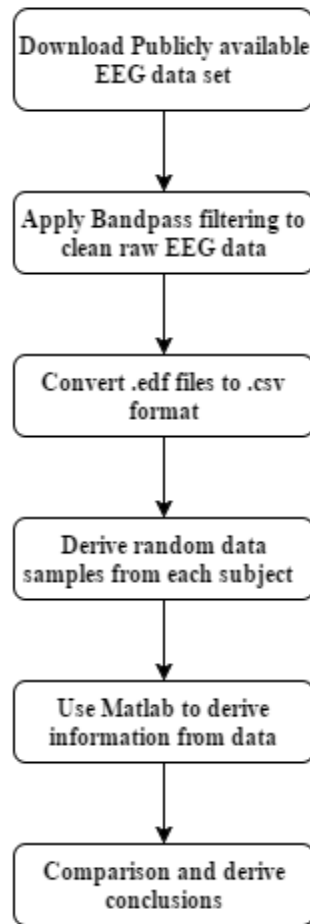 Download Publicly available
EEG data set
Apply Bandpass filtering to
clean raw EEG data
Convert .edf files to .csv
format
Derive random data
samples from each subject
Use Matlab to derive
information from data
Comparison and derive
conclusions